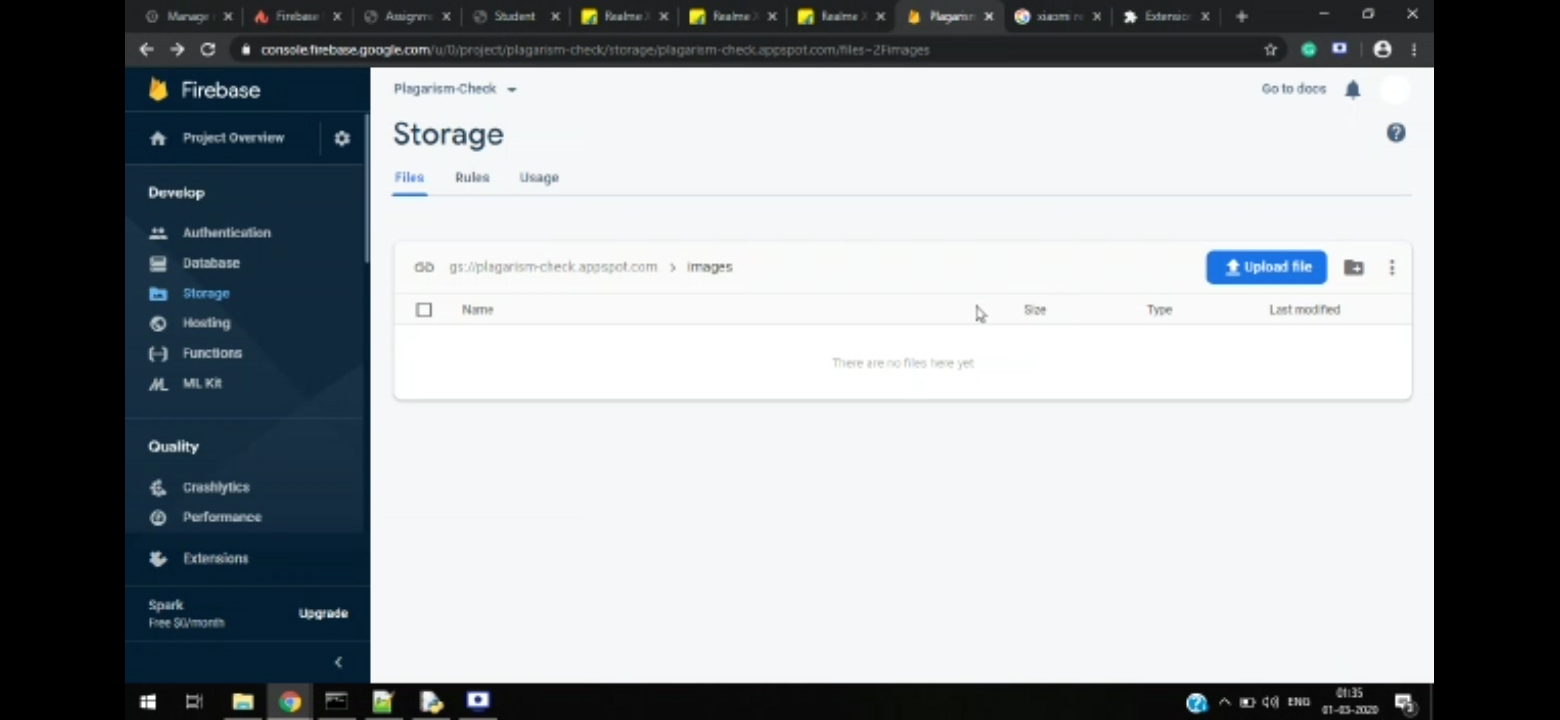 Manage
Firebase
Assignm
Student
Realme
Realme
Realme
Plagarism
xiaomi
Extension
console.firebase.google.com/u/0/project/plagarism-check/storage/plagarism-check.appspot.com/files~2Fimages
Firebase
Plagarism-Check
Go to docs
Project Overview
Storage
Files
Rules
Usage
Develop
Authentication
Database
Storage
Hosting
Functions
ML Kit
gs://plagarism-check.appspot.com > images
Upload file
Name
Size
Type
Last modified
There are no files here yet
Quality
Crashlytics
Performance
Extensions
Spark
Free $0/month
Upgrade
ENG
01:35
01-03-2020